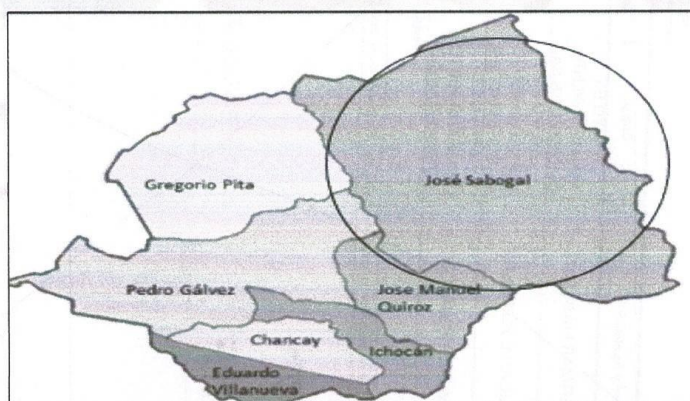 José Sabogal
Gregorio Pita
Pedro Gálvez
Jose Manuel
Quiroz
Chancay
Ichocán
Eduardo
Villanueva